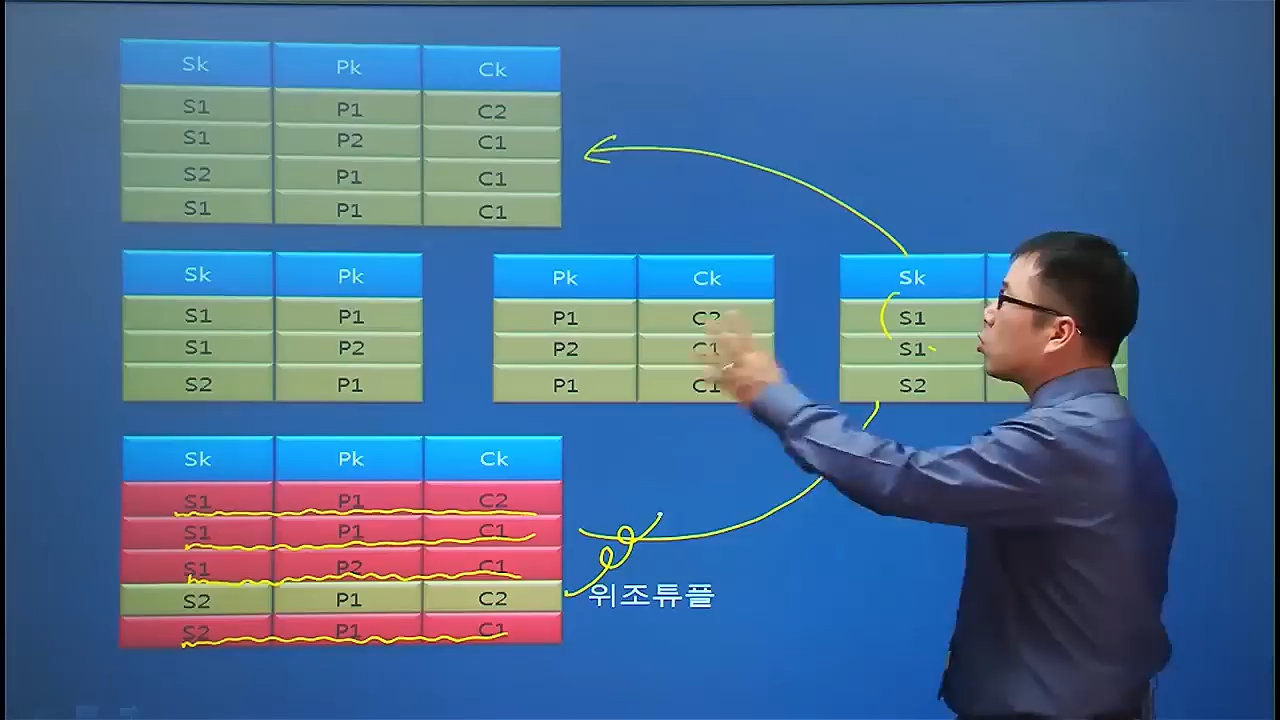 Sk Pk Ck
S1 P1 C2
S1 P2 C1
S2 P1 C1
S1 P1 C1
Sk Pk
S1 P1
S1 P2
S2 P1
Pk Ck
P1 C2
P2 C1
P1 C1
Sk
S1
S1
S2
Sk Pk Ck
S1 P1 C2
S1 P1 C1
S1 P2 C1
S2 P1 C2
S2 P1 C1
위조튜플